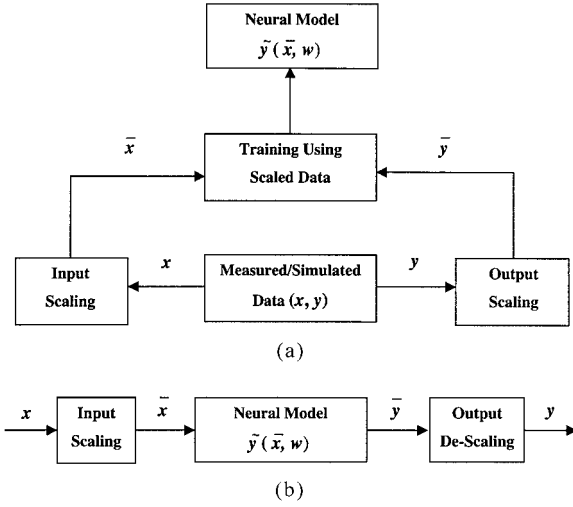 Neural Model
ỹ(x̄, w)
x̄
Training Using
Scaled Data
ȳ
Input
Scaling
x
Measured/Simulated
Data (x, y)
y
Output
Scaling
(a)
x
Input
Scaling
x̄
Neural Model
ỹ(x̄, w)
ȳ
Output
De-Scaling
y
(b)